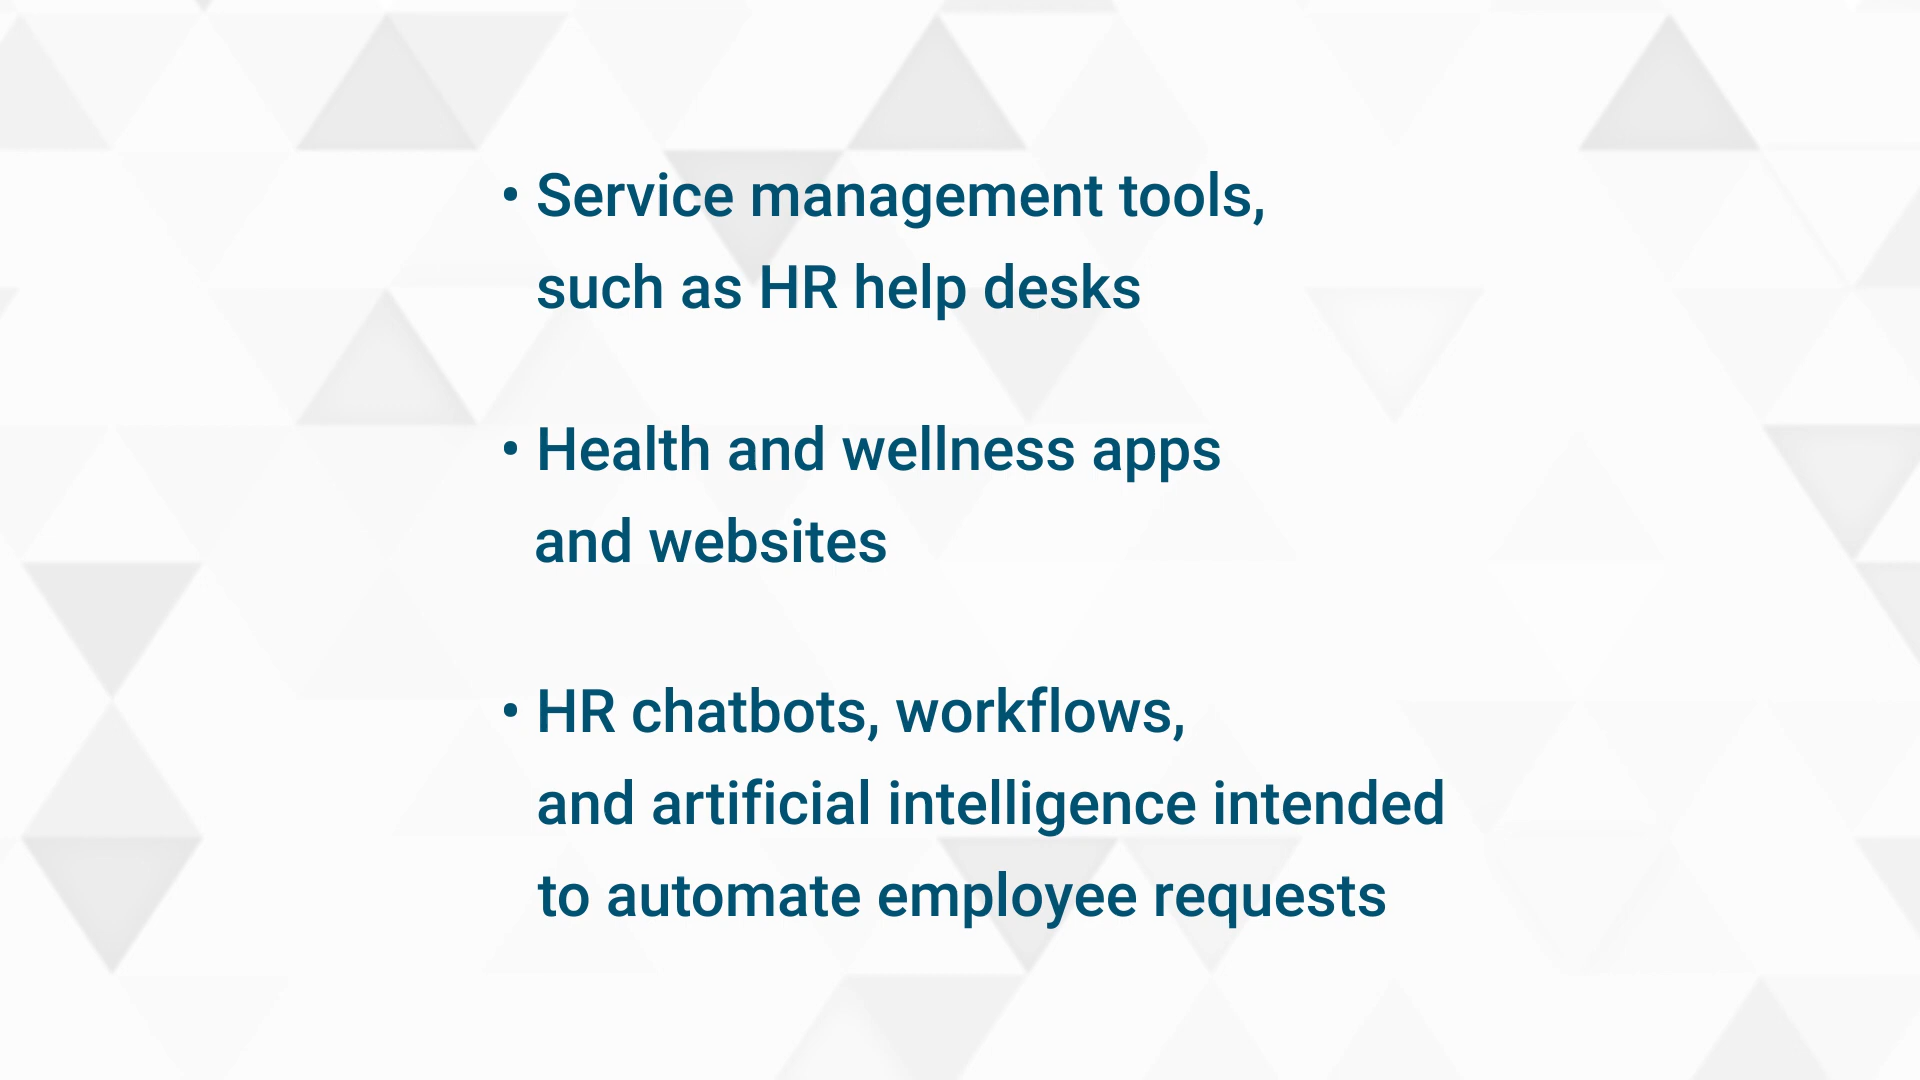 • Service management tools,
such as HR help desks
• Health and wellness apps
and websites
• HR chatbots, workflows,
and artificial intelligence intended
to automate employee requests